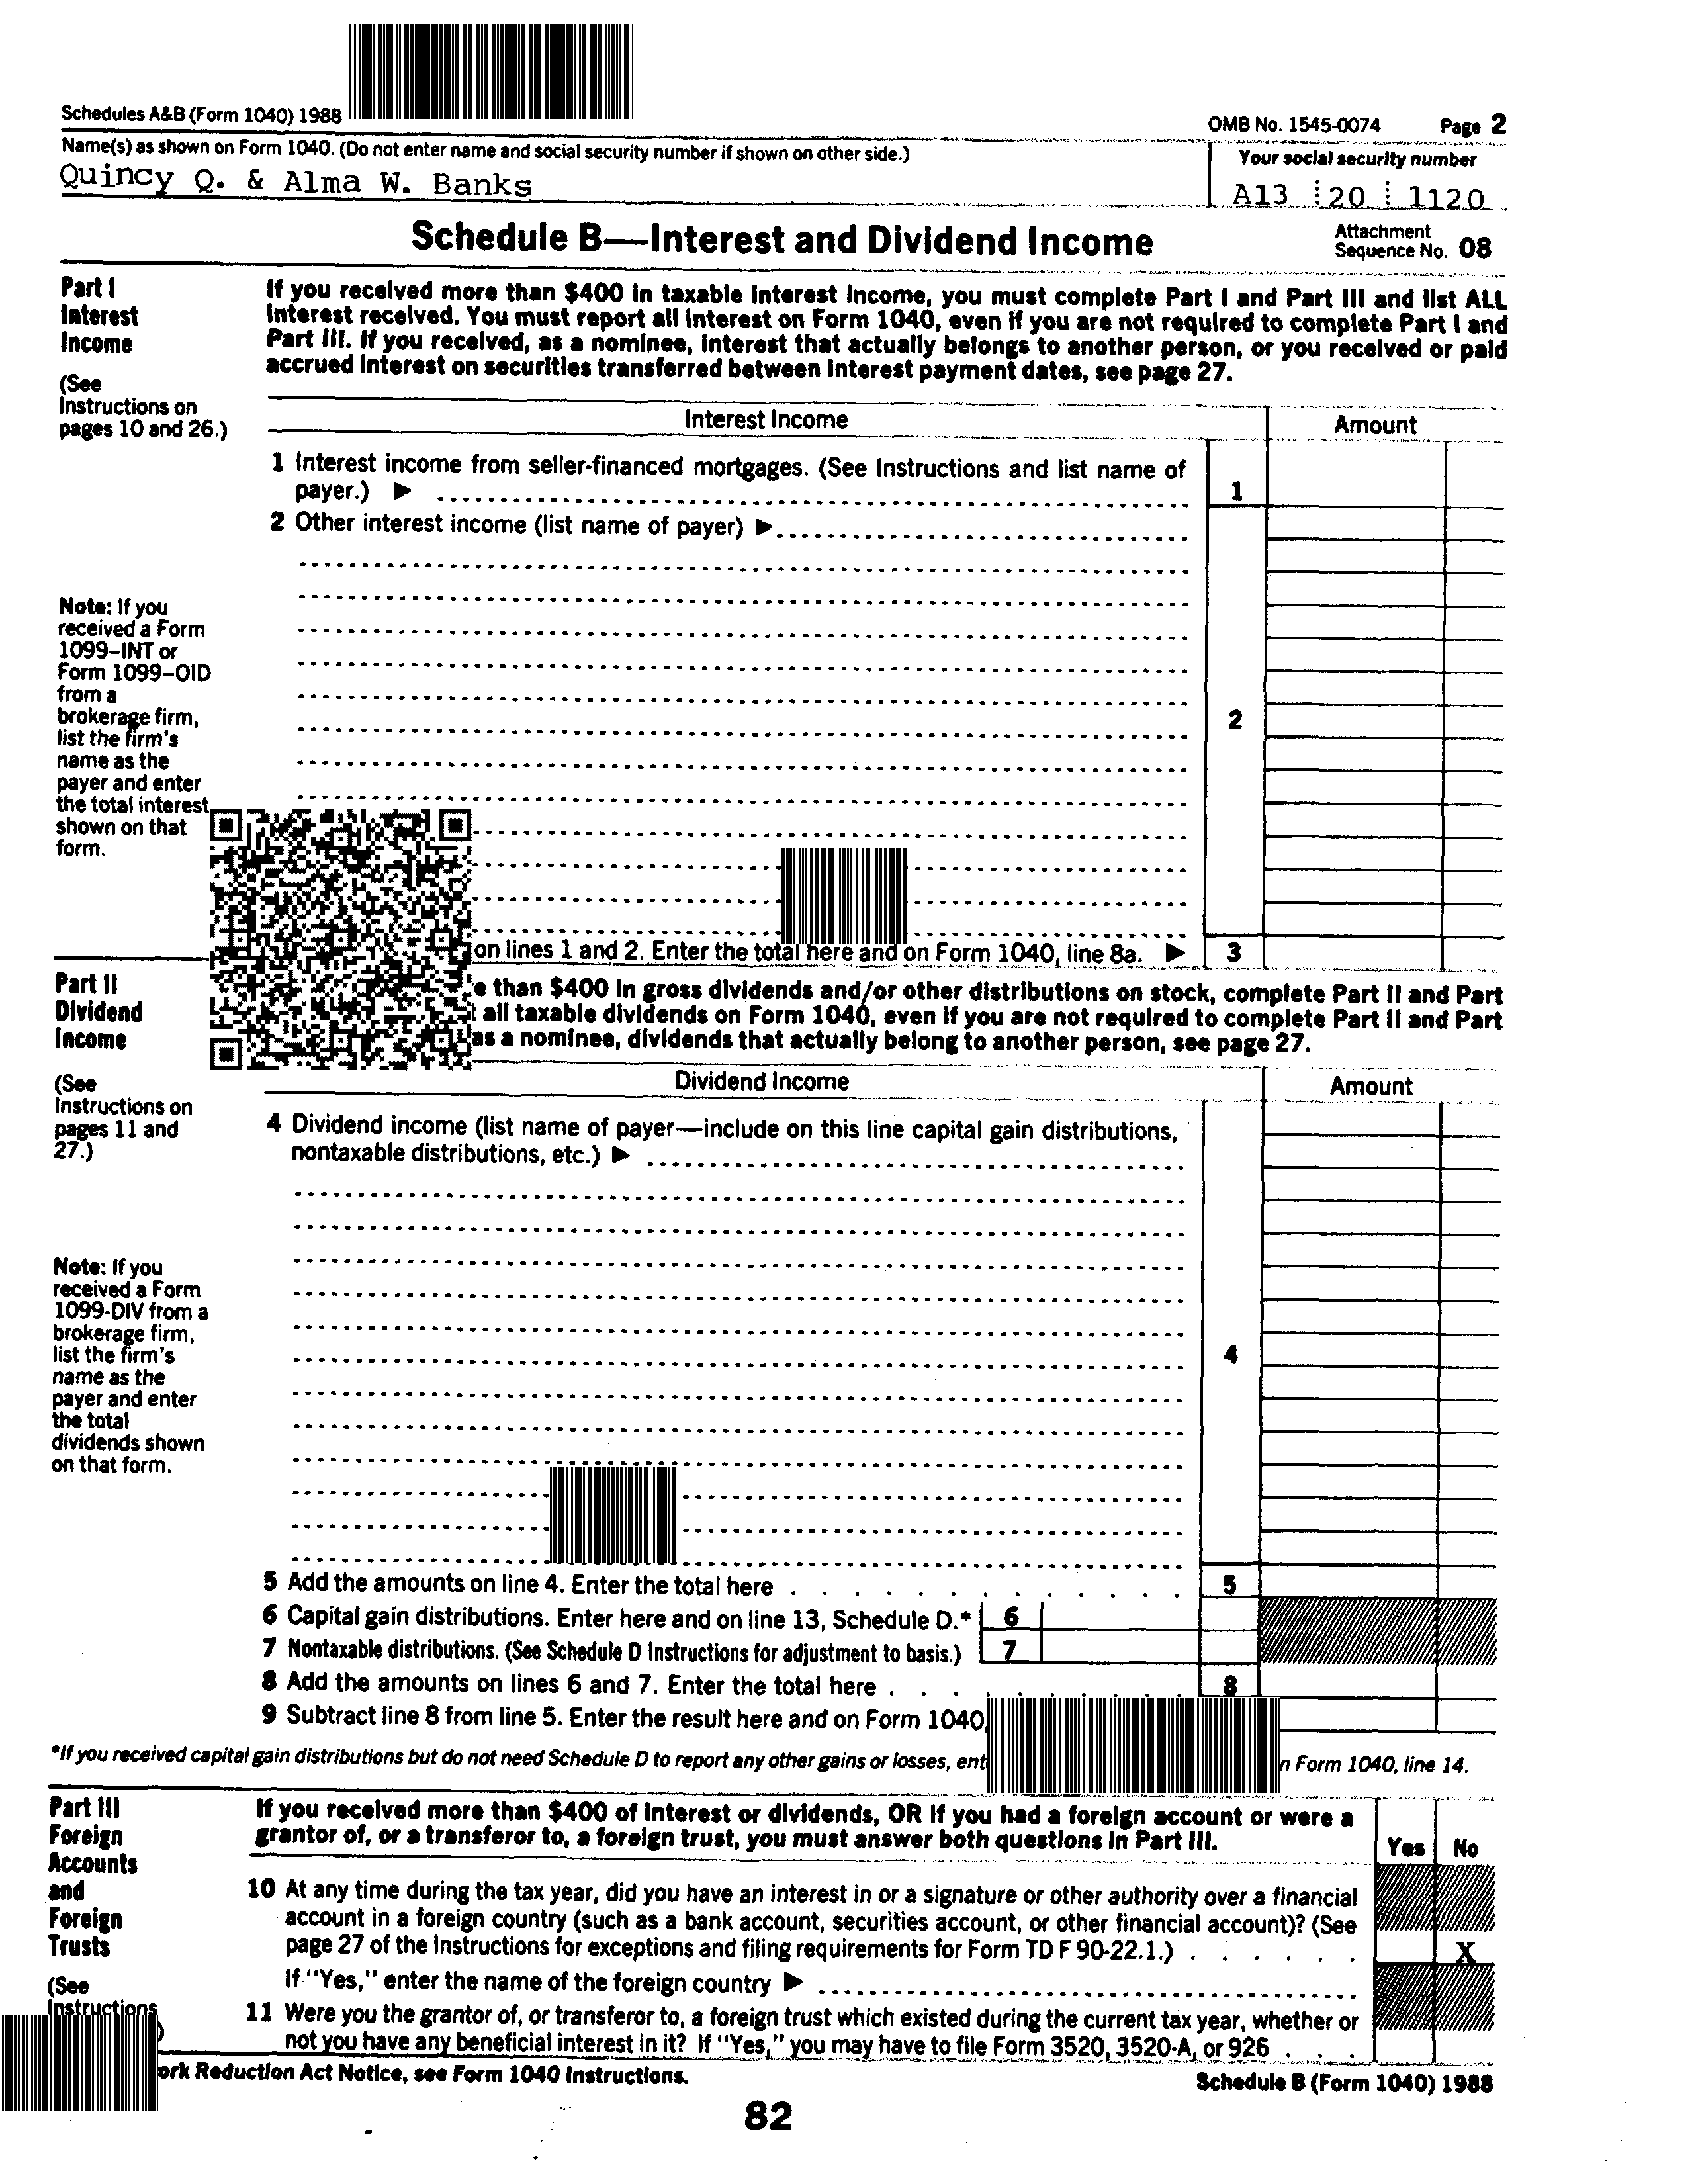 Schedules A&B (Form 1040) 1988
OMB No. 1545-0074 Page 2
Name(s) as shown on Form 1040. (Do not enter name and social security number if shown on other side.)
Your social security number
Quincy Q. & Alma W. Banks
A13 20 1120
Schedule B—Interest and Dividend Income
Attachment
Sequence No. 08
Part I
Interest
Income
(See
Instructions on
pages 10 and 26.)
If you received more than $400 in taxable interest income, you must complete Part I and Part III and list ALL
interest received. You must report all interest on Form 1040, even if you are not required to complete Part I and
Part III. If you received, as a nominee, interest that actually belongs to another person, or you received or paid
accrued interest on securities transferred between interest payment dates, see page 27.
Interest Income Amount
1 Interest income from seller-financed mortgages. (See Instructions and list name of
payer.) ▶ 1
2 Other interest income (list name of payer) ▶
Note: If you
received a Form
1099–INT or
Form 1099–OID
from a
brokerage firm,
list the firm's
name as the
payer and enter
the total interest
shown on that
form.
2
on lines 1 and 2. Enter the total here and on Form 1040, line 8a. ▶ 3
Part II
Dividend
Income
(See
Instructions on
pages 11 and
27.)
than $400 in gross dividends and/or other distributions on stock, complete Part II and Part
all taxable dividends on Form 1040, even if you are not required to complete Part II and Part
as a nominee, dividends that actually belong to another person, see page 27.
Dividend Income Amount
4 Dividend income (list name of payer—include on this line capital gain distributions,
nontaxable distributions, etc.) ▶
Note: If you
received a Form
1099-DIV from a
brokerage firm,
list the firm's
name as the
payer and enter
the total
dividends shown
on that form.
4
5 Add the amounts on line 4. Enter the total here . . . . . . . . . . . . . 5
6 Capital gain distributions. Enter here and on line 13, Schedule D.* 6
7 Nontaxable distributions. (See Schedule D Instructions for adjustment to basis.) 7
8 Add the amounts on lines 6 and 7. Enter the total here . . . . . . . . . 8
9 Subtract line 8 from line 5. Enter the result here and on Form 1040
*If you received capital gain distributions but do not need Schedule D to report any other gains or losses, Form 1040, line 14.
Part III
Foreign
Accounts
and
Foreign
Trusts
(See
Instructions
If you received more than $400 of interest or dividends, OR if you had a foreign account or were a
grantor of, or a transferor to, a foreign trust, you must answer both questions in Part III.
Yes No
10 At any time during the tax year, did you have an interest in or a signature or other authority over a financial
account in a foreign country (such as a bank account, securities account, or other financial account)? (See
page 27 of the Instructions for exceptions and filing requirements for Form TD F 90-22.1.) . . . . . . X
If "Yes," enter the name of the foreign country ▶
11 Were you the grantor of, or transferor to, a foreign trust which existed during the current tax year, whether or
not you have any beneficial interest in it? If "Yes," you may have to file Form 3520, 3520-A, or 926 . . .
Reduction Act Notice, see Form 1040 Instructions.
Schedule B (Form 1040) 1988
82